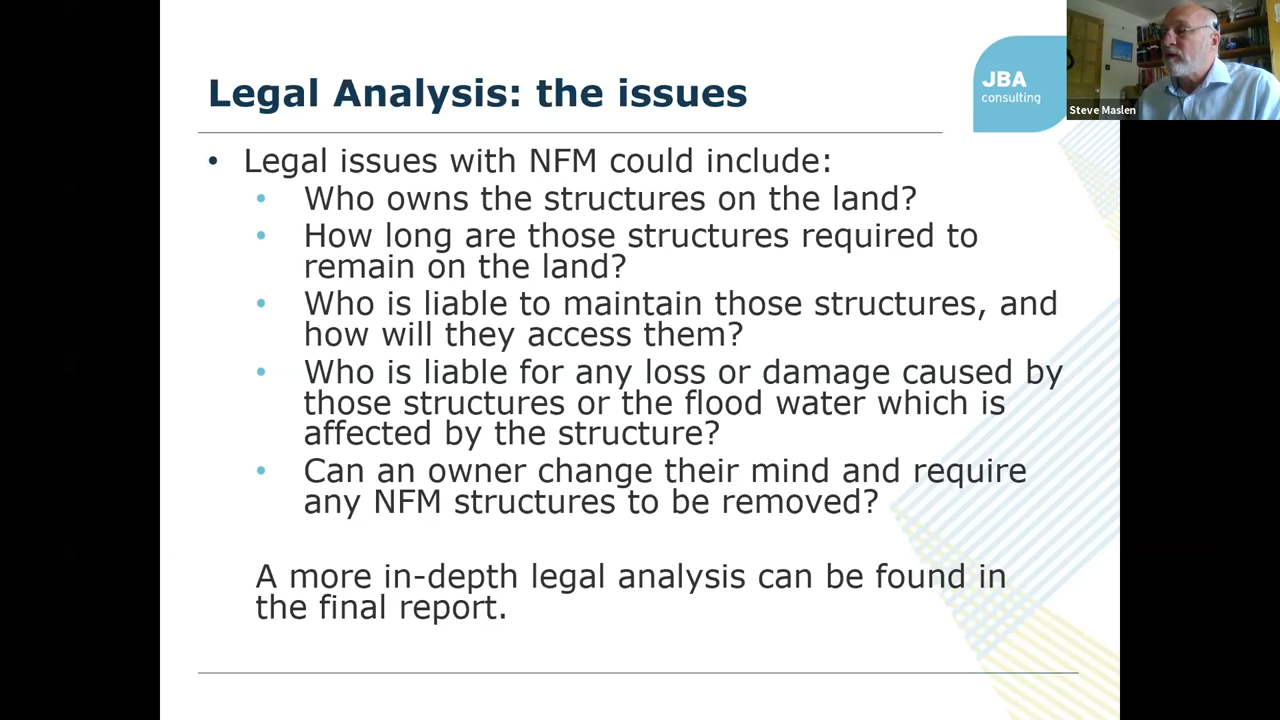 Legal Analysis: the issues
JBA
consulting
Steve Maslen
• Legal issues with NFM could include:
• Who owns the structures on the land?
• How long are those structures required to
remain on the land?
• Who is liable to maintain those structures, and
how will they access them?
• Who is liable for any loss or damage caused by
those structures or the flood water which is
affected by the structure?
• Can an owner change their mind and require
any NFM structures to be removed?
A more in-depth legal analysis can be found in
the final report.